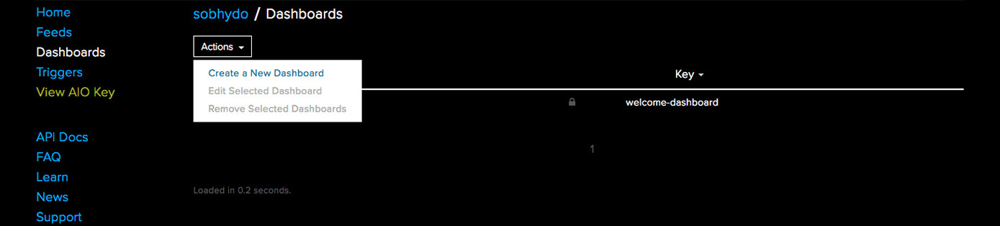 Home
Feeds
Dashboards
Triggers
View AIO Key
API Docs
FAQ
Learn
News
Support
sobhydo / Dashboards
Actions
Create a New Dashboard
Edit Selected Dashboard
Remove Selected Dashboards
Key
welcome-dashboard
1
Loaded in 0.2 seconds.